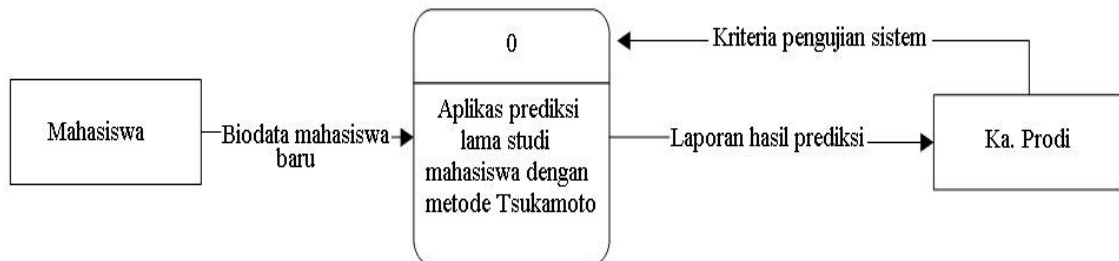 Mahasiswa
Biodata mahasiswa
baru
0
Aplikas prediksi
lama studi
mahasiswa dengan
metode Tsukamoto
Kriteria pengujian sistem
Laporan hasil prediksi
Ka. Prodi